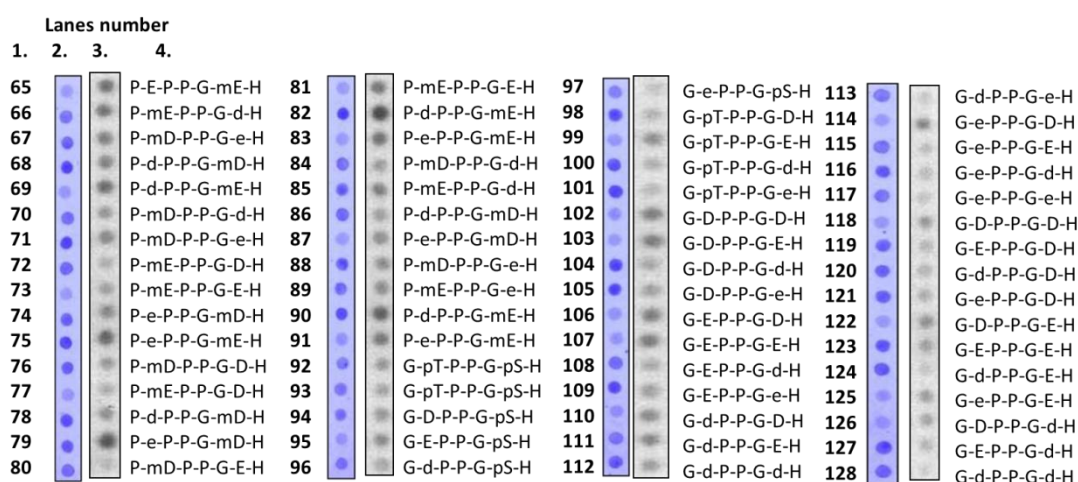 Lanes number
1. 2. 3. 4.
65 P-E-P-P-G-mE-H
66 P-mE-P-P-G-d-H
67 P-mD-P-P-G-e-H
68 P-d-P-P-G-mD-H
69 P-d-P-P-G-mE-H
70 P-mD-P-P-G-d-H
71 P-mD-P-P-G-e-H
72 P-mE-P-P-G-D-H
73 P-mE-P-P-G-E-H
74 P-e-P-P-G-mD-H
75 P-e-P-P-G-mE-H
76 P-mD-P-P-G-D-H
77 P-mE-P-P-G-D-H
78 P-d-P-P-G-mD-H
79 P-e-P-P-G-mD-H
80 P-mD-P-P-G-E-H
81 P-mE-P-P-G-E-H
82 P-d-P-P-G-mE-H
83 P-e-P-P-G-mE-H
84 P-mD-P-P-G-d-H
85 P-mE-P-P-G-d-H
86 P-d-P-P-G-mD-H
87 P-e-P-P-G-mD-H
88 P-mD-P-P-G-e-H
89 P-mE-P-P-G-e-H
90 P-d-P-P-G-mE-H
91 P-e-P-P-G-mE-H
92 G-pT-P-P-G-pS-H
93 G-pT-P-P-G-pS-H
94 G-D-P-P-G-pS-H
95 G-E-P-P-G-pS-H
96 G-d-P-P-G-pS-H
97 G-e-P-P-G-pS-H
98 G-pT-P-P-G-D-H
99 G-pT-P-P-G-E-H
100 G-pT-P-P-G-d-H
101 G-pT-P-P-G-e-H
102 G-D-P-P-G-D-H
103 G-D-P-P-G-E-H
104 G-D-P-P-G-d-H
105 G-D-P-P-G-e-H
106 G-E-P-P-G-D-H
107 G-E-P-P-G-E-H
108 G-E-P-P-G-d-H
109 G-E-P-P-G-e-H
110 G-d-P-P-G-D-H
111 G-d-P-P-G-E-H
112 G-d-P-P-G-d-H
113 G-d-P-P-G-e-H
114 G-e-P-P-G-D-H
115 G-e-P-P-G-E-H
116 G-e-P-P-G-d-H
117 G-e-P-P-G-e-H
118 G-D-P-P-G-D-H
119 G-E-P-P-G-D-H
120 G-d-P-P-G-D-H
121 G-e-P-P-G-D-H
122 G-D-P-P-G-E-H
123 G-E-P-P-G-E-H
124 G-d-P-P-G-E-H
125 G-e-P-P-G-E-H
126 G-D-P-P-G-d-H
127 G-E-P-P-G-d-H
128 G-d-P-P-G-d-H